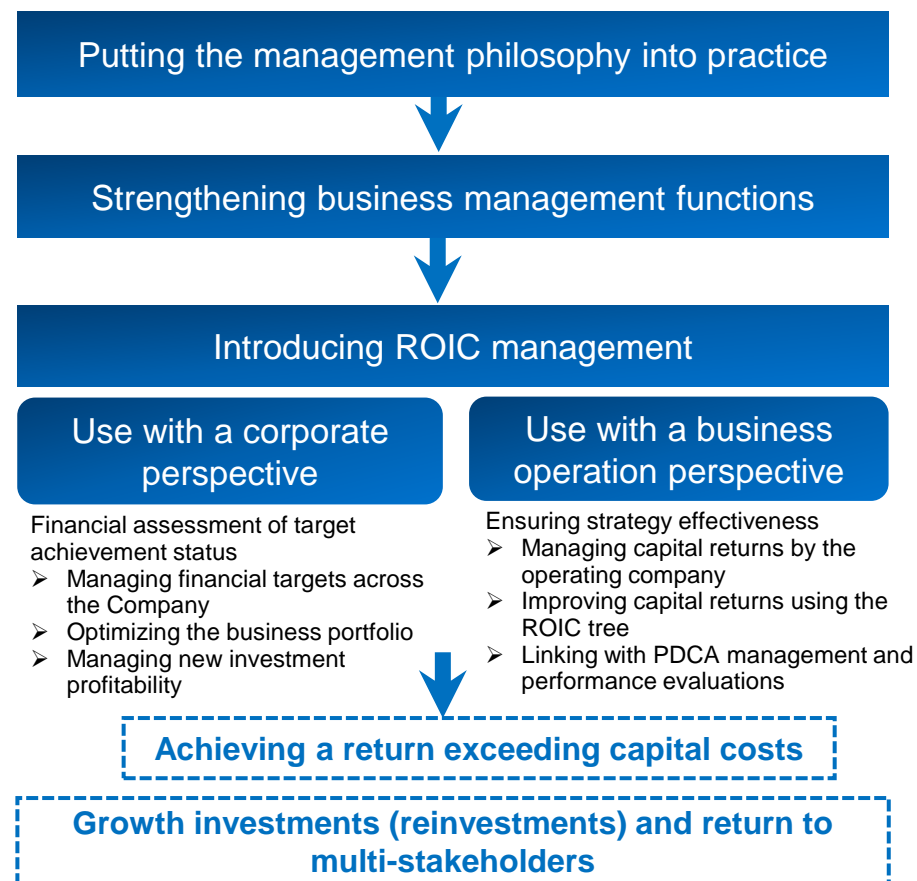 Putting the management philosophy into practice
Strengthening business management functions
Introducing ROIC management
Use with a corporate
perspective
Financial assessment of target
achievement status
➢ Managing financial targets across
the Company
➢ Optimizing the business portfolio
➢ Managing new investment
profitability
Use with a business
operation perspective
Ensuring strategy effectiveness
➢ Managing capital returns by the
operating company
➢ Improving capital returns using the
ROIC tree
➢ Linking with PDCA management and
performance evaluations
Achieving a return exceeding capital costs
Growth investments (reinvestments) and return to
multi-stakeholders